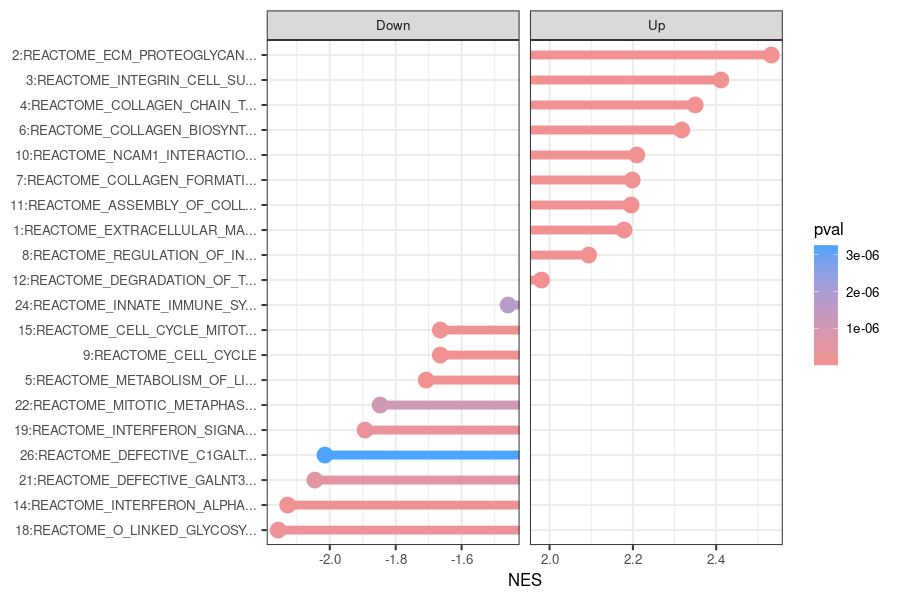 Down Up
2:REACTOME_ECM_PROTEOGLYCAN...
3:REACTOME_INTEGRIN_CELL_SU...
4:REACTOME_COLLAGEN_CHAIN_T...
6:REACTOME_COLLAGEN_BIOSYNT...
10:REACTOME_NCAM1_INTERACTIO...
7:REACTOME_COLLAGEN_FORMATI...
11:REACTOME_ASSEMBLY_OF_COLL...
1:REACTOME_EXTRACELLULAR_MA...
8:REACTOME_REGULATION_OF_IN...
12:REACTOME_DEGRADATION_OF_T...
24:REACTOME_INNATE_IMMUNE_SY...
15:REACTOME_CELL_CYCLE_MITOT...
9:REACTOME_CELL_CYCLE
5:REACTOME_METABOLISM_OF_LI...
22:REACTOME_MITOTIC_METAPHAS...
19:REACTOME_INTERFERON_SIGNA...
26:REACTOME_DEFECTIVE_C1GALT...
21:REACTOME_DEFECTIVE_GALNT3...
14:REACTOME_INTERFERON_ALPHA...
18:REACTOME_O_LINKED_GLYCOSY...
-2.0 -1.8 -1.6 2.0 2.2 2.4
NES
pval
3e-06
2e-06
1e-06